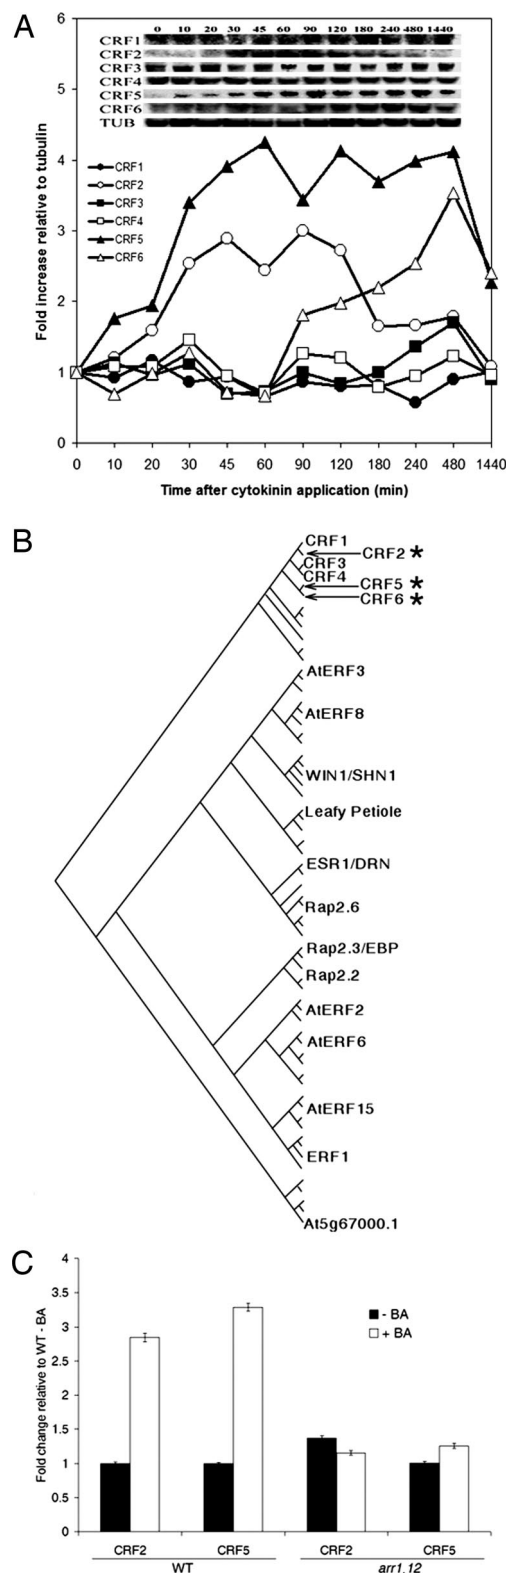 A
0 10 20 30 45 60 90 120 180 240 480 1440
CRF1
CRF2
CRF3
CRF4
CRF5
CRF6
TUB
CRF1
CRF2
CRF3
CRF4
CRF5
CRF6
Fold increase relative to tubulin
6
5
4
3
2
1
0
0 10 20 30 45 60 90 120 180 240 480 1440
Time after cytokinin application (min)
B
CRF1
CRF2 *
CRF3
CRF4
CRF5 *
CRF6 *
AtERF3
AtERF8
WIN1/SHN1
Leafy Petiole
ESR1/DRN
Rap2.6
Rap2.3/EBP
Rap2.2
AtERF2
AtERF6
AtERF15
ERF1
At5g67000.1
C
Fold change relative to WT - BA
4
3.5
3
2.5
2
1.5
1
0.5
0
- BA
+ BA
CRF2 CRF5 CRF2 CRF5
WT arr1,12